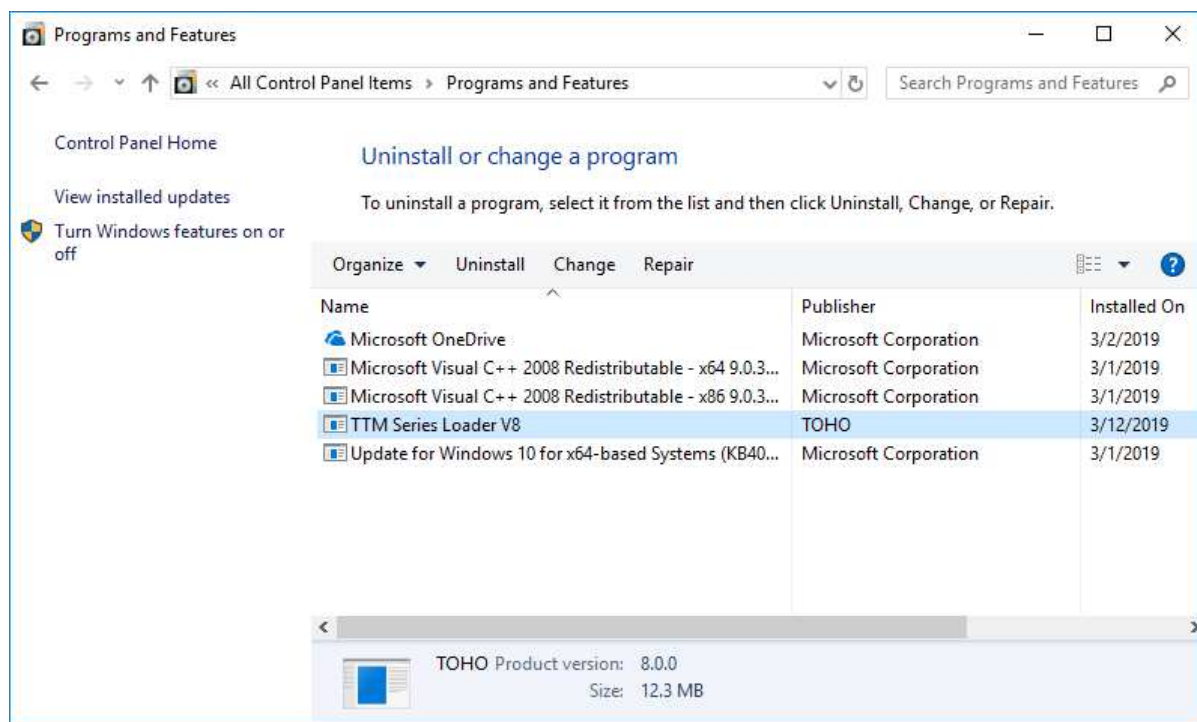 Programs and Features
« All Control Panel Items > Programs and Features
Search Programs and Features
Control Panel Home
View installed updates
Turn Windows features on or
off
Uninstall or change a program
To uninstall a program, select it from the list and then click Uninstall, Change, or Repair.
Organize Uninstall Change Repair
Name Publisher Installed On
Microsoft OneDrive Microsoft Corporation 3/2/2019
Microsoft Visual C++ 2008 Redistributable - x64 9.0.3... Microsoft Corporation 3/1/2019
Microsoft Visual C++ 2008 Redistributable - x86 9.0.3... Microsoft Corporation 3/1/2019
TTM Series Loader V8 TOHO 3/12/2019
Update for Windows 10 for x64-based Systems (KB40... Microsoft Corporation 3/1/2019
TOHO Product version: 8.0.0
Size: 12.3 MB